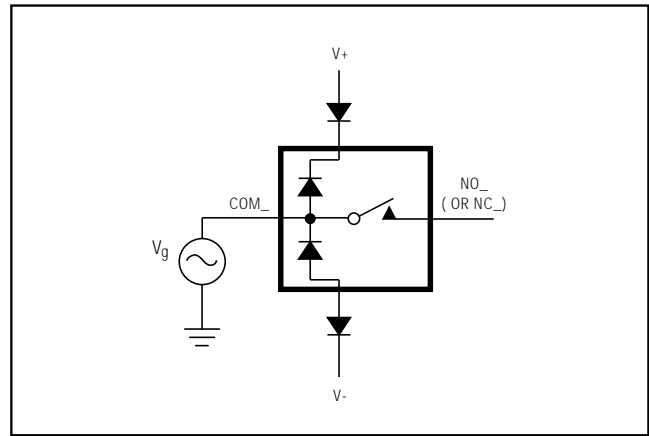 V+
NO_
COM_
( OR NC_)
Vg
V-